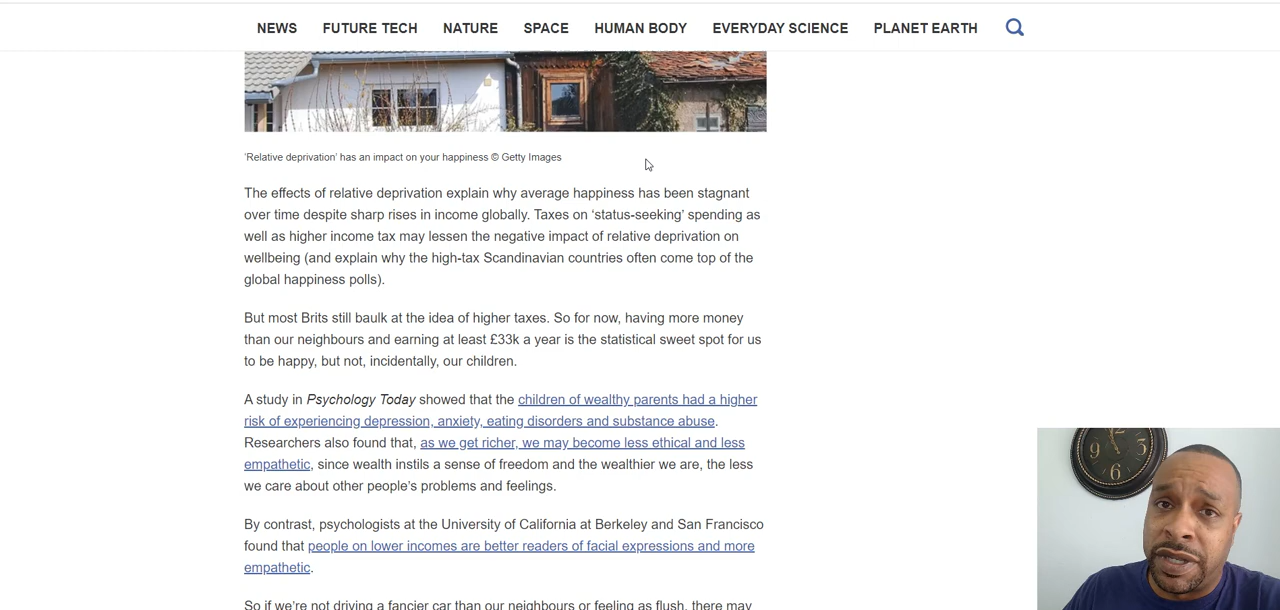 NEWS FUTURE TECH NATURE SPACE HUMAN BODY EVERYDAY SCIENCE PLANET EARTH
'Relative deprivation' has an impact on your happiness © Getty Images
The effects of relative deprivation explain why average happiness has been stagnant
over time despite sharp rises in income globally. Taxes on ‘status-seeking’ spending as
well as higher income tax may lessen the negative impact of relative deprivation on
wellbeing (and explain why the high-tax Scandinavian countries often come top of the
global happiness polls).
But most Brits still baulk at the idea of higher taxes. So for now, having more money
than our neighbours and earning at least £33k a year is the statistical sweet spot for us
to be happy, but not, incidentally, our children.
A study in Psychology Today showed that the children of wealthy parents had a higher
risk of experiencing depression, anxiety, eating disorders and substance abuse.
Researchers also found that, as we get richer, we may become less ethical and less
empathetic, since wealth instils a sense of freedom and the wealthier we are, the less
we care about other people’s problems and feelings.
By contrast, psychologists at the University of California at Berkeley and San Francisco
found that people on lower incomes are better readers of facial expressions and more
empathetic.
So if we’re not driving a fancier car than our neighbours or feeling as flush, there may
12
3
9
6